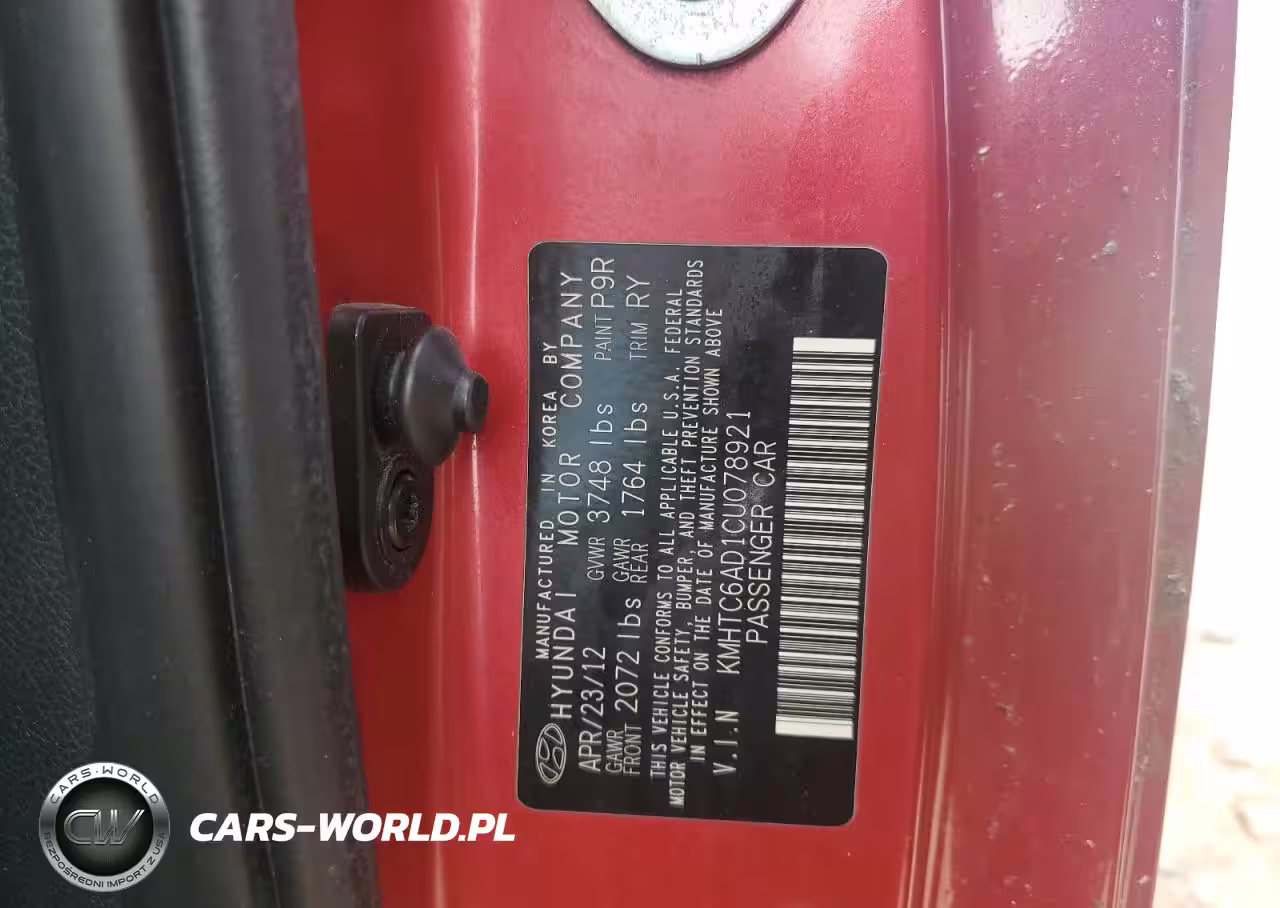 MANUFACTURED IN KOREA BY
HYUNDAI MOTOR COMPANY
APR/23/12 GVWR 3748 lbs PAINT P9R
GAWR FRONT 2072 lbs GAWR REAR 1764 lbs TRIM RY
THIS VEHICLE CONFORMS TO ALL APPLICABLE U.S.A. FEDERAL
MOTOR VEHICLE SAFETY, BUMPER, AND THEFT PREVENTION STANDARDS
IN EFFECT ON THE DATE OF MANUFACTURE SHOWN ABOVE
V.I.N KMHTC6AD1CU078921
PASSENGER CAR
CARS-WORLD
CW
BEZPOŚREDNI IMPORT Z USA
CARS-WORLD.PL